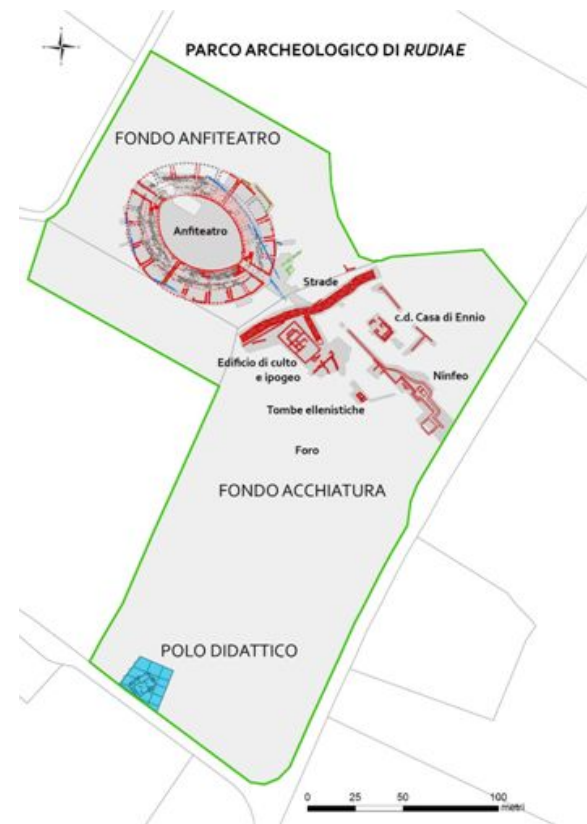 PARCO ARCHEOLOGICO DI RUDIAE
FONDO ANFITEATRO
Anfiteatro
Strade
c.d. Casa di Ennio
Edificio di culto
e ipogeo
Ninfeo
Tombe ellenistiche
Foro
FONDO ACCHIATURA
POLO DIDATTICO
0 25 50 100
metri